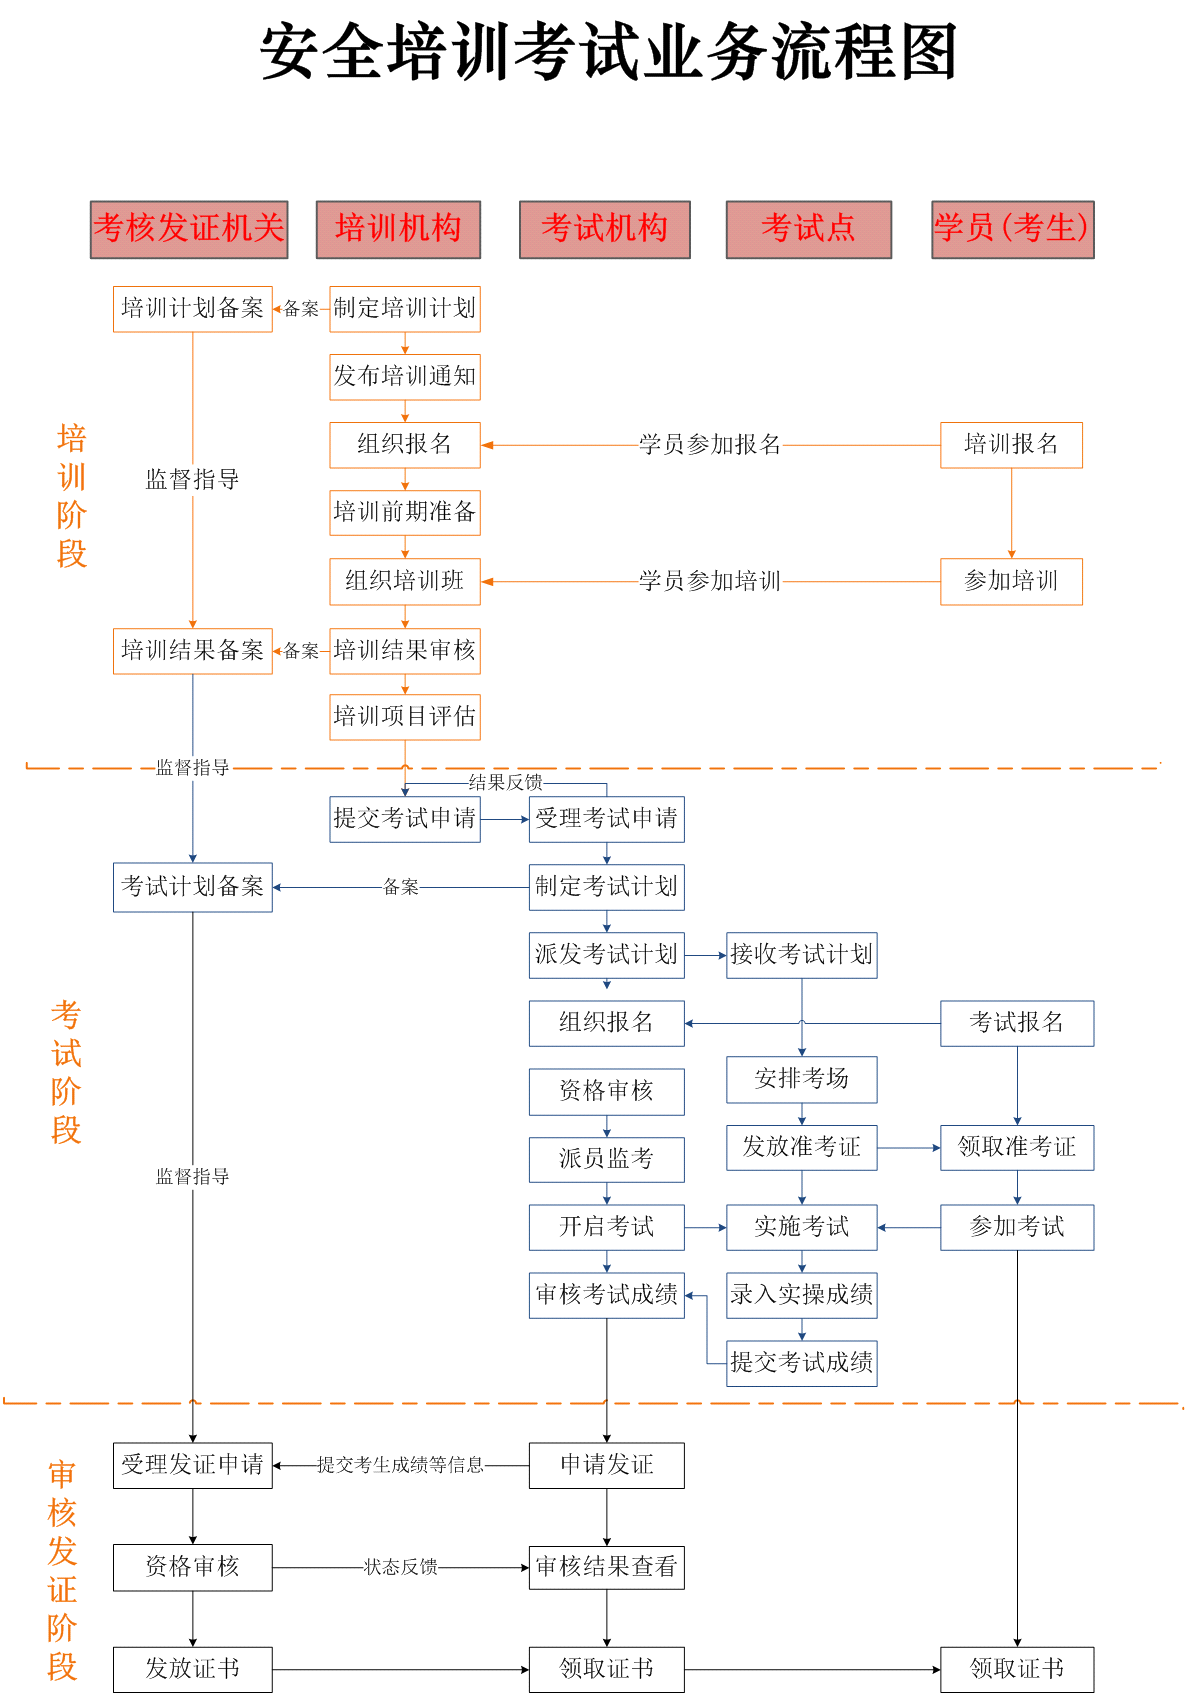 安全培训考试业务流程图
考核发证机关
培训机构
考试机构
考试点
学员(考生)
培训阶段
培训计划备案
备案
制定培训计划
发布培训通知
组织报名
学员参加报名
培训报名
监督指导
培训前期准备
组织培训班
学员参加培训
参加培训
培训结果备案
备案
培训结果审核
培训项目评估
监督指导
结果反馈
考试阶段
提交考试申请
受理考试申请
考试计划备案
备案
制定考试计划
派发考试计划
接收考试计划
组织报名
考试报名
资格审核
安排考场
派员监考
发放准考证
领取准考证
监督指导
开启考试
实施考试
参加考试
审核考试成绩
录入实操成绩
提交考试成绩
审核发证阶段
受理发证申请
提交考生成绩等信息
申请发证
资格审核
状态反馈
审核结果查看
发放证书
领取证书
领取证书